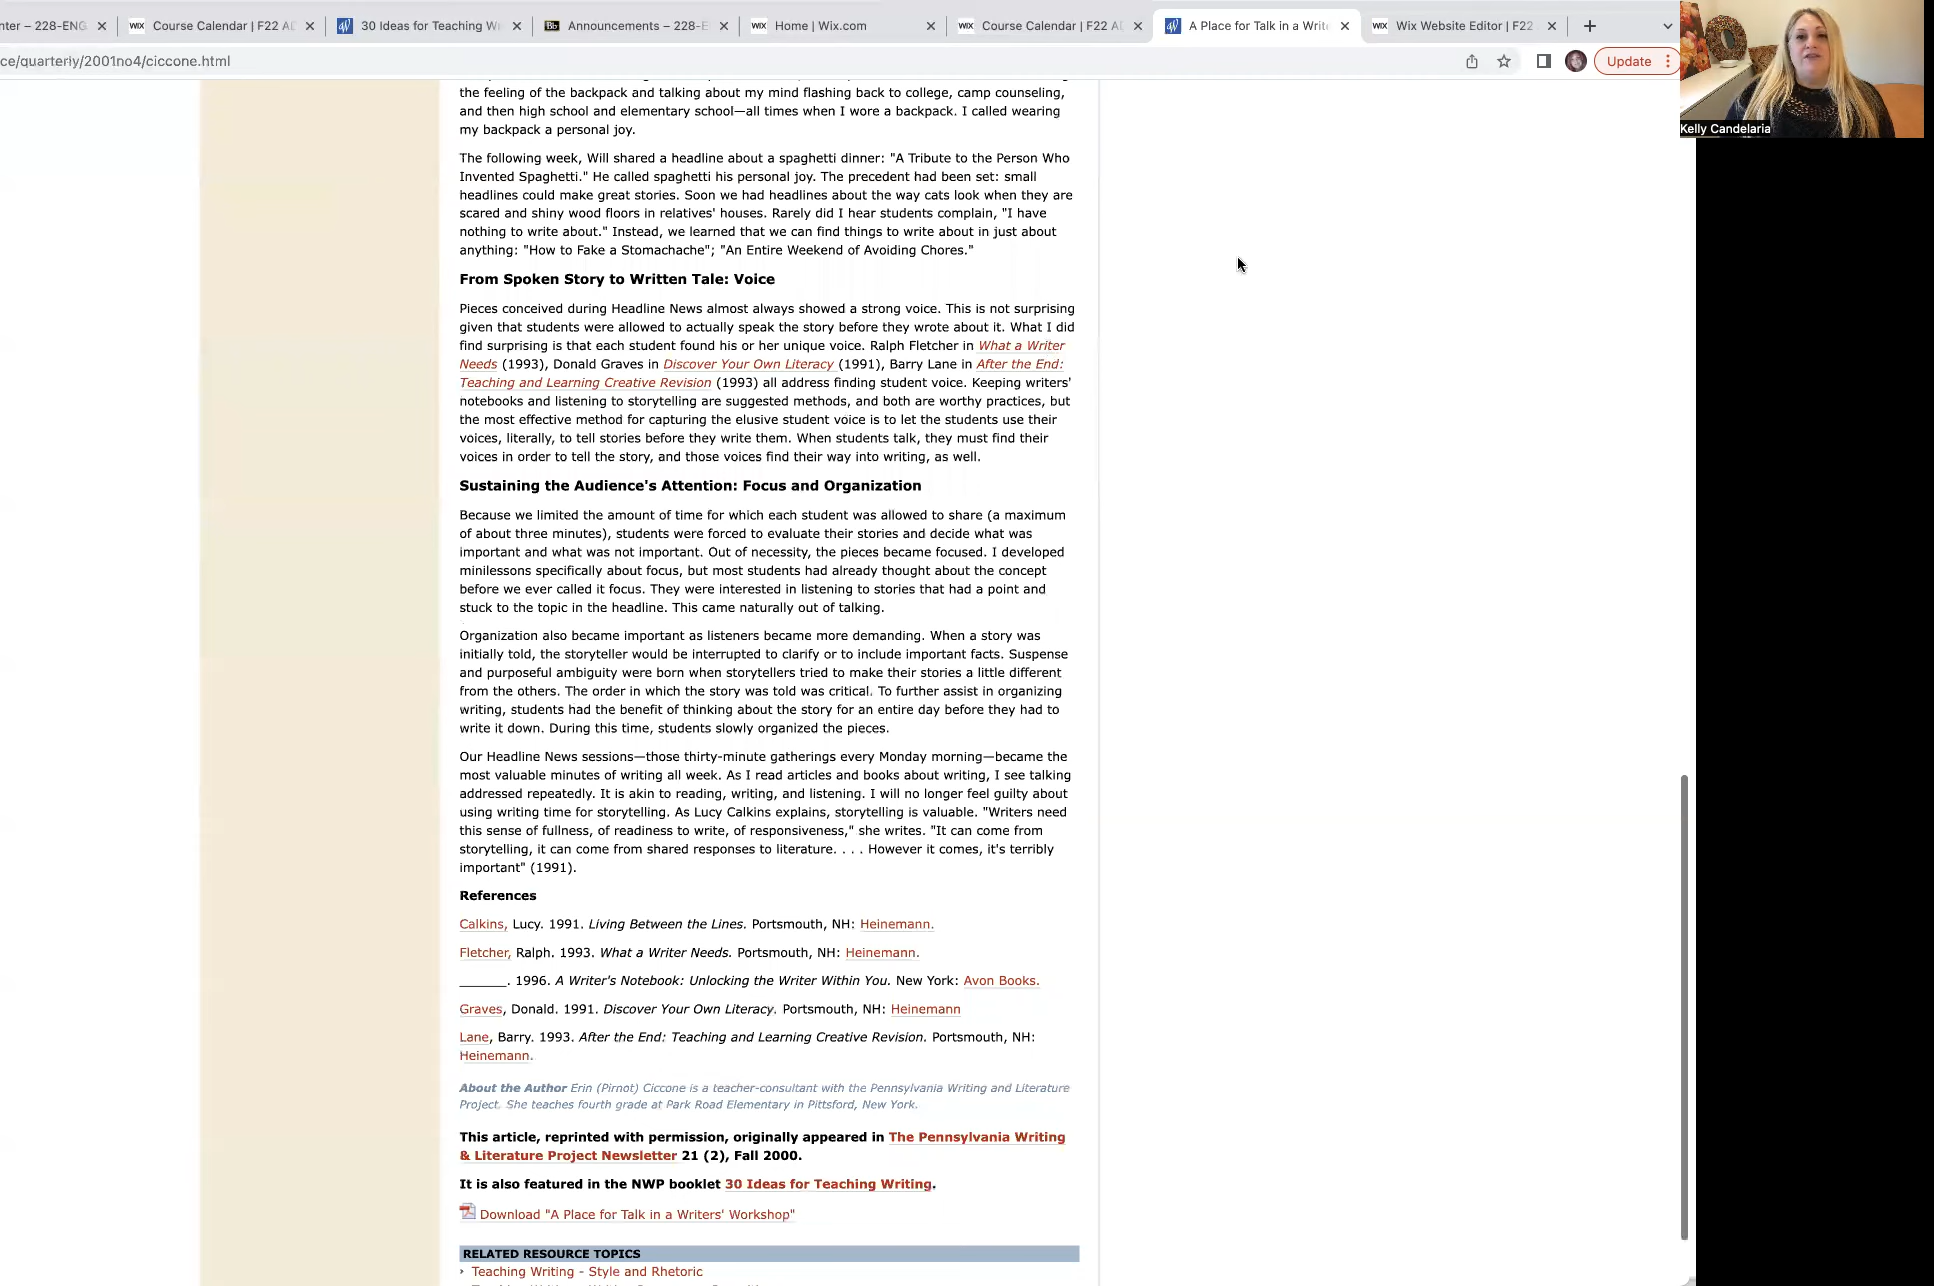 nter – 228-ENG
Course Calendar | F22 AD
30 Ideas for Teaching Wr
Announcements – 228-E
Home | Wix.com
Course Calendar | F22 AD
A Place for Talk in a Write
Wix Website Editor | F22
ce/quarterly/2001no4/ciccone.html
Update
Kelly Candelaria
the feeling of the backpack and talking about my mind flashing back to college, camp counseling,
and then high school and elementary school—all times when I wore a backpack. I called wearing
my backpack a personal joy.
The following week, Will shared a headline about a spaghetti dinner: "A Tribute to the Person Who
Invented Spaghetti." He called spaghetti his personal joy. The precedent had been set: small
headlines could make great stories. Soon we had headlines about the way cats look when they are
scared and shiny wood floors in relatives' houses. Rarely did I hear students complain, "I have
nothing to write about." Instead, we learned that we can find things to write about in just about
anything: "How to Fake a Stomachache"; "An Entire Weekend of Avoiding Chores."
From Spoken Story to Written Tale: Voice
Pieces conceived during Headline News almost always showed a strong voice. This is not surprising
given that students were allowed to actually speak the story before they wrote about it. What I did
find surprising is that each student found his or her unique voice. Ralph Fletcher in What a Writer
Needs (1993), Donald Graves in Discover Your Own Literacy (1991), Barry Lane in After the End:
Teaching and Learning Creative Revision (1993) all address finding student voice. Keeping writers'
notebooks and listening to storytelling are suggested methods, and both are worthy practices, but
the most effective method for capturing the elusive student voice is to let the students use their
voices, literally, to tell stories before they write them. When students talk, they must find their
voices in order to tell the story, and those voices find their way into writing, as well.
Sustaining the Audience's Attention: Focus and Organization
Because we limited the amount of time for which each student was allowed to share (a maximum
of about three minutes), students were forced to evaluate their stories and decide what was
important and what was not important. Out of necessity, the pieces became focused. I developed
minilessons specifically about focus, but most students had already thought about the concept
before we ever called it focus. They were interested in listening to stories that had a point and
stuck to the topic in the headline. This came naturally out of talking.
Organization also became important as listeners became more demanding. When a story was
initially told, the storyteller would be interrupted to clarify or to include important facts. Suspense
and purposeful ambiguity were born when storytellers tried to make their stories a little different
from the others. The order in which the story was told was critical. To further assist in organizing
writing, students had the benefit of thinking about the story for an entire day before they had to
write it down. During this time, students slowly organized the pieces.
Our Headline News sessions—those thirty-minute gatherings every Monday morning—became the
most valuable minutes of writing all week. As I read articles and books about writing, I see talking
addressed repeatedly. It is akin to reading, writing, and listening. I will no longer feel guilty about
using writing time for storytelling. As Lucy Calkins explains, storytelling is valuable. "Writers need
this sense of fullness, of readiness to write, of responsiveness," she writes. "It can come from
storytelling, it can come from shared responses to literature. . . . However it comes, it's terribly
important" (1991).
References
Calkins, Lucy. 1991. Living Between the Lines. Portsmouth, NH: Heinemann.
Fletcher, Ralph. 1993. What a Writer Needs. Portsmouth, NH: Heinemann.
______. 1996. A Writer's Notebook: Unlocking the Writer Within You. New York: Avon Books.
Graves, Donald. 1991. Discover Your Own Literacy. Portsmouth, NH: Heinemann
Lane, Barry. 1993. After the End: Teaching and Learning Creative Revision. Portsmouth, NH:
Heinemann.
About the Author Erin (Pirnot) Ciccone is a teacher-consultant with the Pennsylvania Writing and Literature
Project. She teaches fourth grade at Park Road Elementary in Pittsford, New York.
This article, reprinted with permission, originally appeared in The Pennsylvania Writing
& Literature Project Newsletter 21 (2), Fall 2000.
It is also featured in the NWP booklet 30 Ideas for Teaching Writing.
Download "A Place for Talk in a Writers' Workshop"
RELATED RESOURCE TOPICS
Teaching Writing - Style and Rhetoric